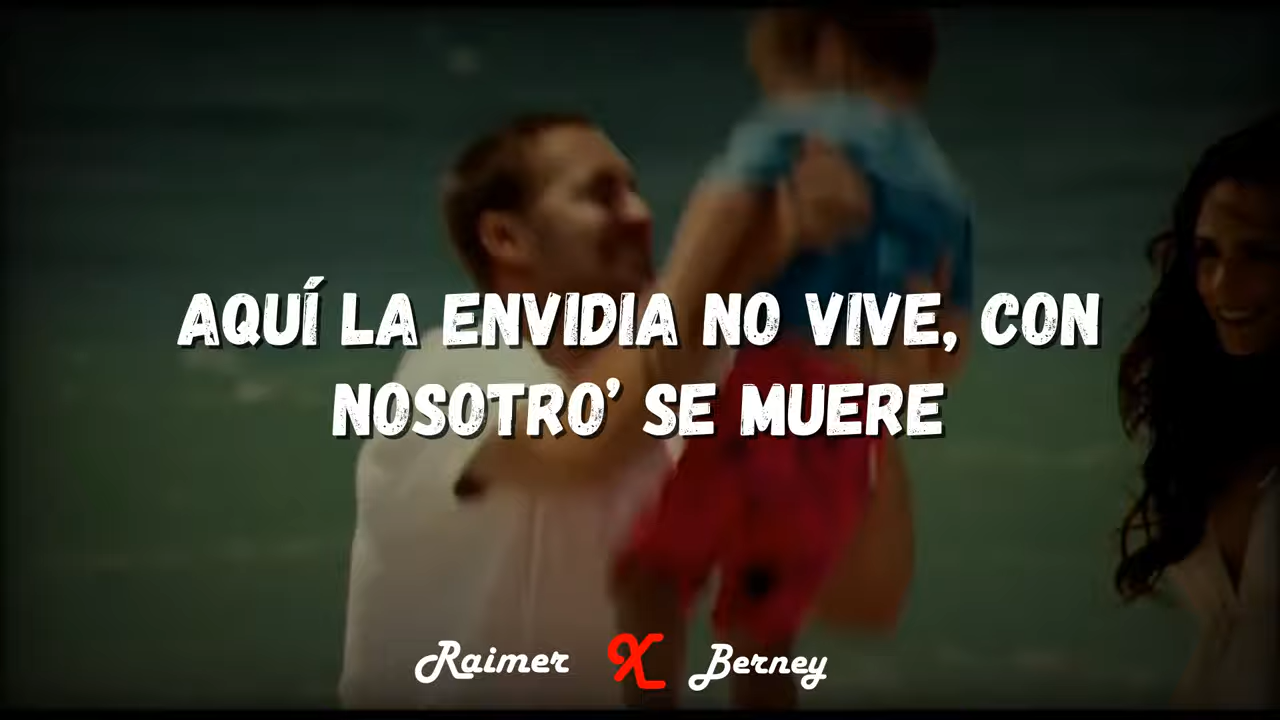 AQUÍ LA ENVIDIA NO VIVE, CON
NOSOTRO’ SE MUERE
Raimer X Berney